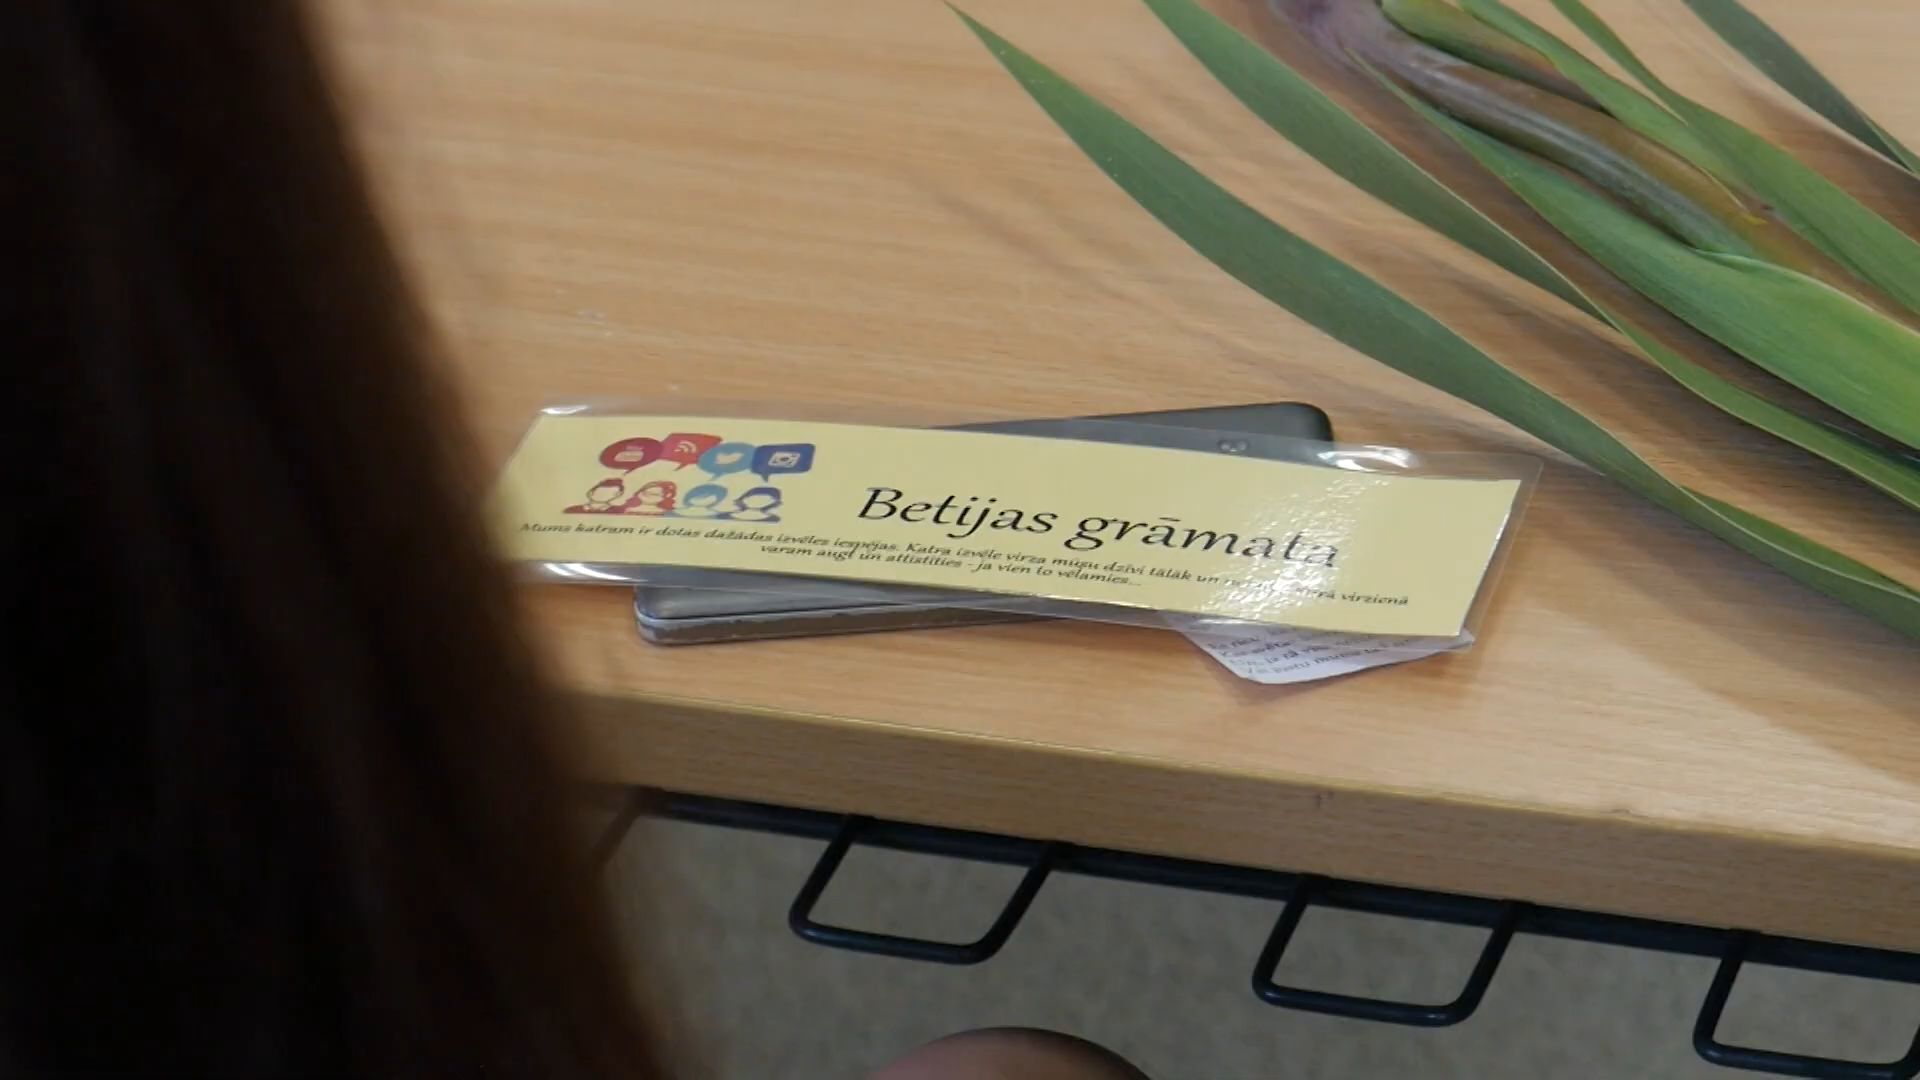 Betijas grāmata
Mums katram ir dotas dažādas izvēles iespējas. Katra izvēle virza mūsu dzīvi tālāk un virzienā
varam augt un attīstīties - ja vien to vēlamies...